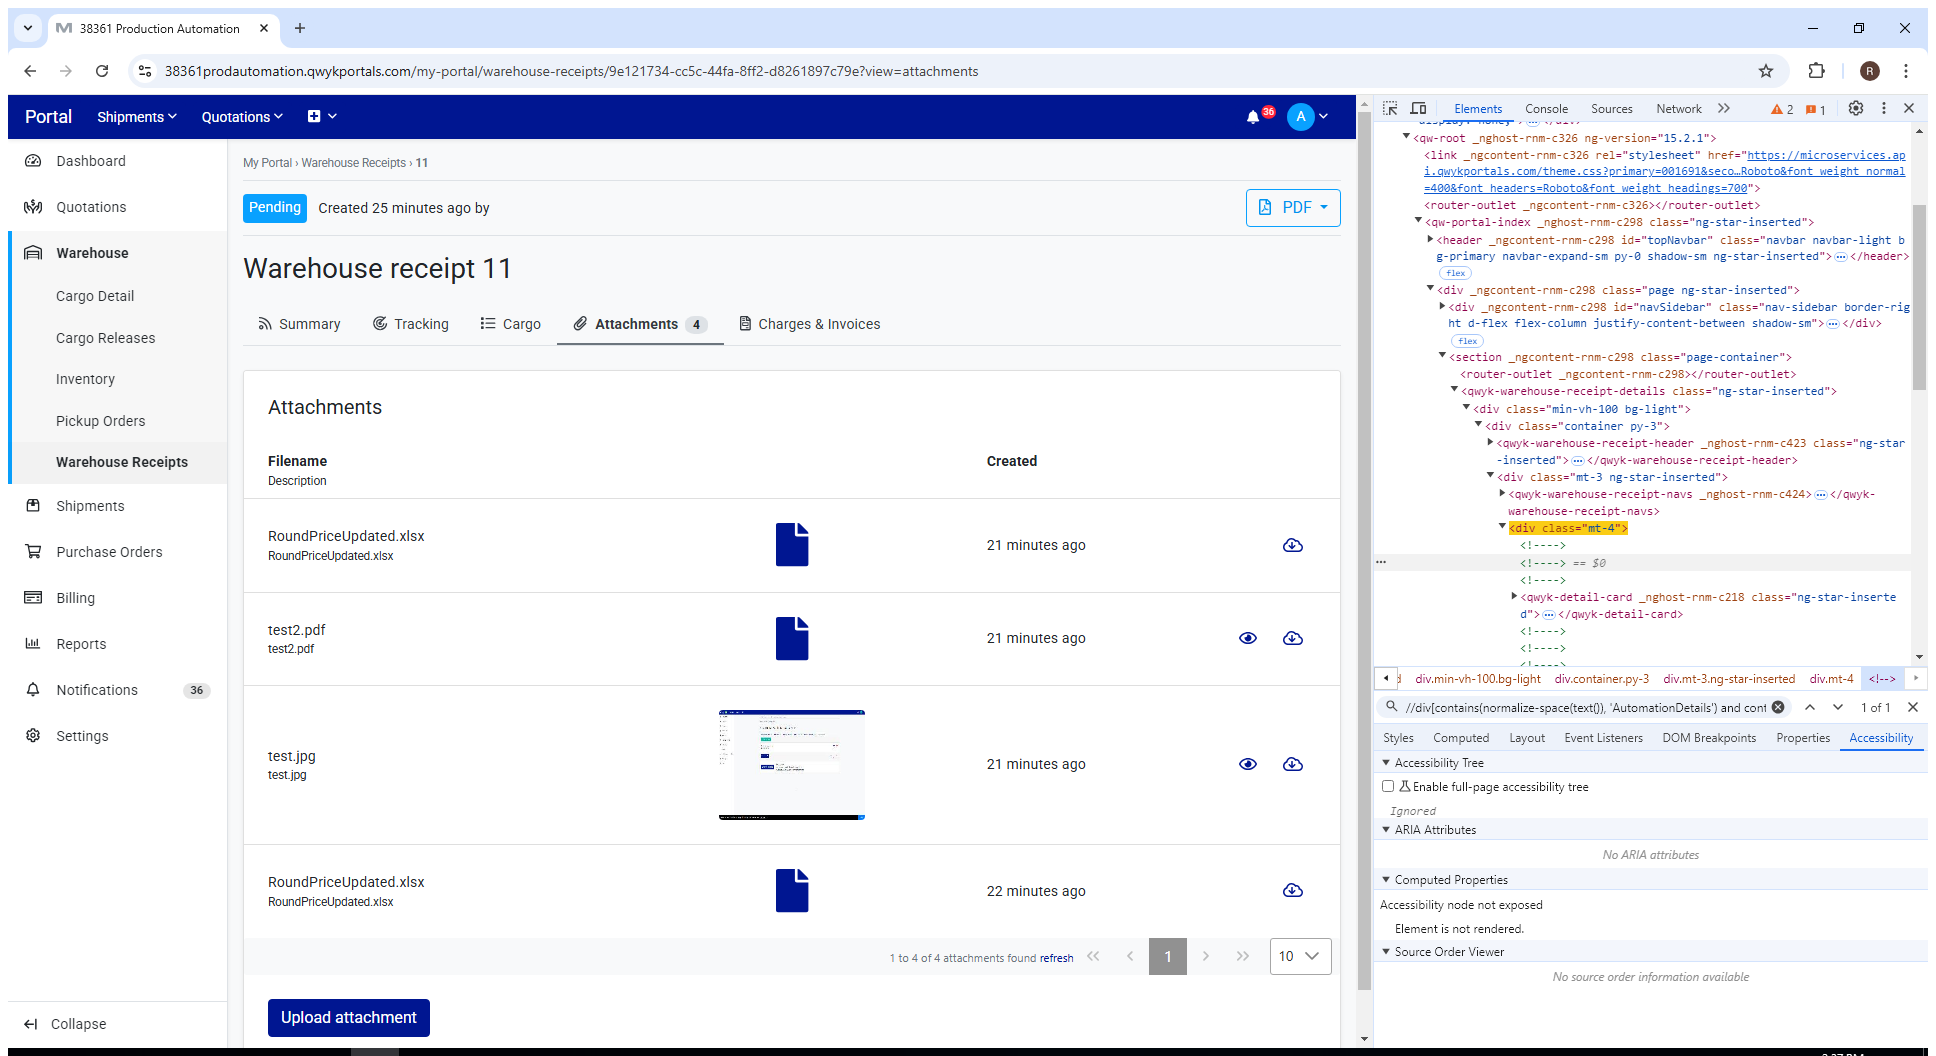 38361 Production Automation
38361prodautomation.qwykportals.com/my-portal/warehouse-receipts/9e121734-cc5c-44fa-8ff2-d8261897c79e?view=attachments
R
Portal
Shipments
Quotations
36
A
Dashboard
Quotations
Warehouse
Cargo Detail
Cargo Releases
Inventory
Pickup Orders
Warehouse Receipts
Shipments
Purchase Orders
Billing
Reports
Notifications 36
Settings
Collapse
My Portal › Warehouse Receipts › 11
Pending Created 25 minutes ago by
PDF
Warehouse receipt 11
Summary
Tracking
Cargo
Attachments 4
Charges & Invoices
Attachments
Filename
Description
Created
RoundPriceUpdated.xlsx
RoundPriceUpdated.xlsx
21 minutes ago
test2.pdf
test2.pdf
21 minutes ago
test.jpg
test.jpg
21 minutes ago
RoundPriceUpdated.xlsx
RoundPriceUpdated.xlsx
22 minutes ago
1 to 4 of 4 attachments found refresh
1
10
Upload attachment
Elements Console Sources Network
2 1
<qw-root _nghost-rnm-c326 ng-version="15.2.1">
<link _ngcontent-rnm-c326 rel="stylesheet" href="https://microservices.ap
i.qwykportals.com/theme.css?primary=001691&seco…Roboto&font_weight_normal
=400&font_headers=Roboto&font_weight_headings=700">
<router-outlet _ngcontent-rnm-c326></router-outlet>
<qw-portal-index _nghost-rnm-c298 class="ng-star-inserted">
<header _ngcontent-rnm-c298 id="topNavbar" class="navbar navbar-light b
g-primary navbar-expand-sm py-0 shadow-sm ng-star-inserted"> … </header>
flex
<div _ngcontent-rnm-c298 class="page ng-star-inserted">
<div _ngcontent-rnm-c298 id="navSidebar" class="nav-sidebar border-rig
ht d-flex flex-column justify-content-between shadow-sm"> … </div>
flex
<section _ngcontent-rnm-c298 class="page-container">
<router-outlet _ngcontent-rnm-c298></router-outlet>
<qwyk-warehouse-receipt-details class="ng-star-inserted">
<div class="min-vh-100 bg-light">
<div class="container py-3">
<qwyk-warehouse-receipt-header _nghost-rnm-c423 class="ng-star
-inserted"> … </qwyk-warehouse-receipt-header>
<div class="mt-3 ng-star-inserted">
<qwyk-warehouse-receipt-navs _nghost-rnm-c424> … </qwyk-
warehouse-receipt-navs>
<div class="mt-4">
<!---->
<!----> == $0
<!---->
<qwyk-detail-card _nghost-rnm-c218 class="ng-star-inserte
d"> … </qwyk-detail-card>
<!---->
<!---->
div.min-vh-100.bg-light div.container.py-3 div.mt-3.ng-star-inserted div.mt-4 <!-->
//div[contains(normalize-space(text()), 'AutomationDetails') and cont
1 of 1
Styles Computed Layout Event Listeners DOM Breakpoints Properties Accessibility
Accessibility Tree
Enable full-page accessibility tree
Ignored
ARIA Attributes
No ARIA attributes
Computed Properties
Accessibility node not exposed
Element is not rendered.
Source Order Viewer
No source order information available